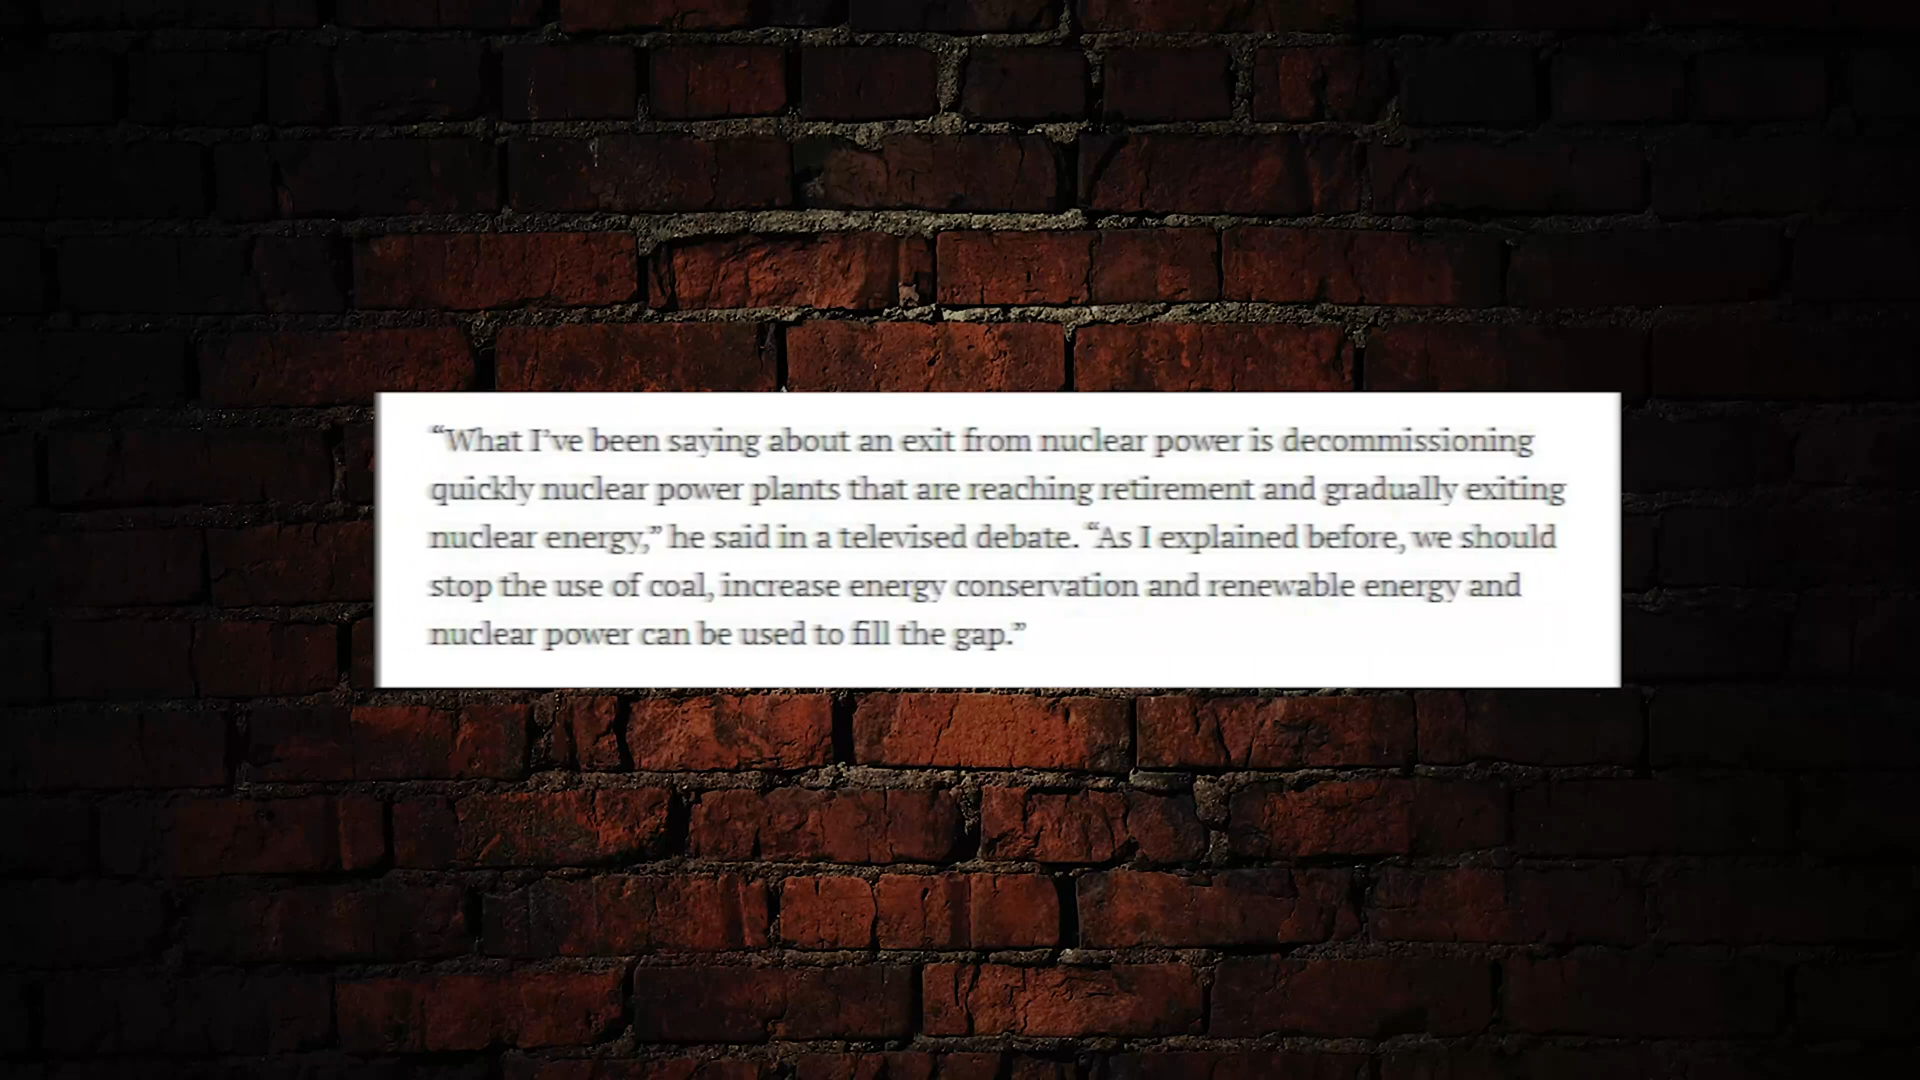 “What I’ve been saying about an exit from nuclear power is decommissioning
quickly nuclear power plants that are reaching retirement and gradually exiting
nuclear energy,” he said in a televised debate. “As I explained before, we should
stop the use of coal, increase energy conservation and renewable energy and
nuclear power can be used to fill the gap.”